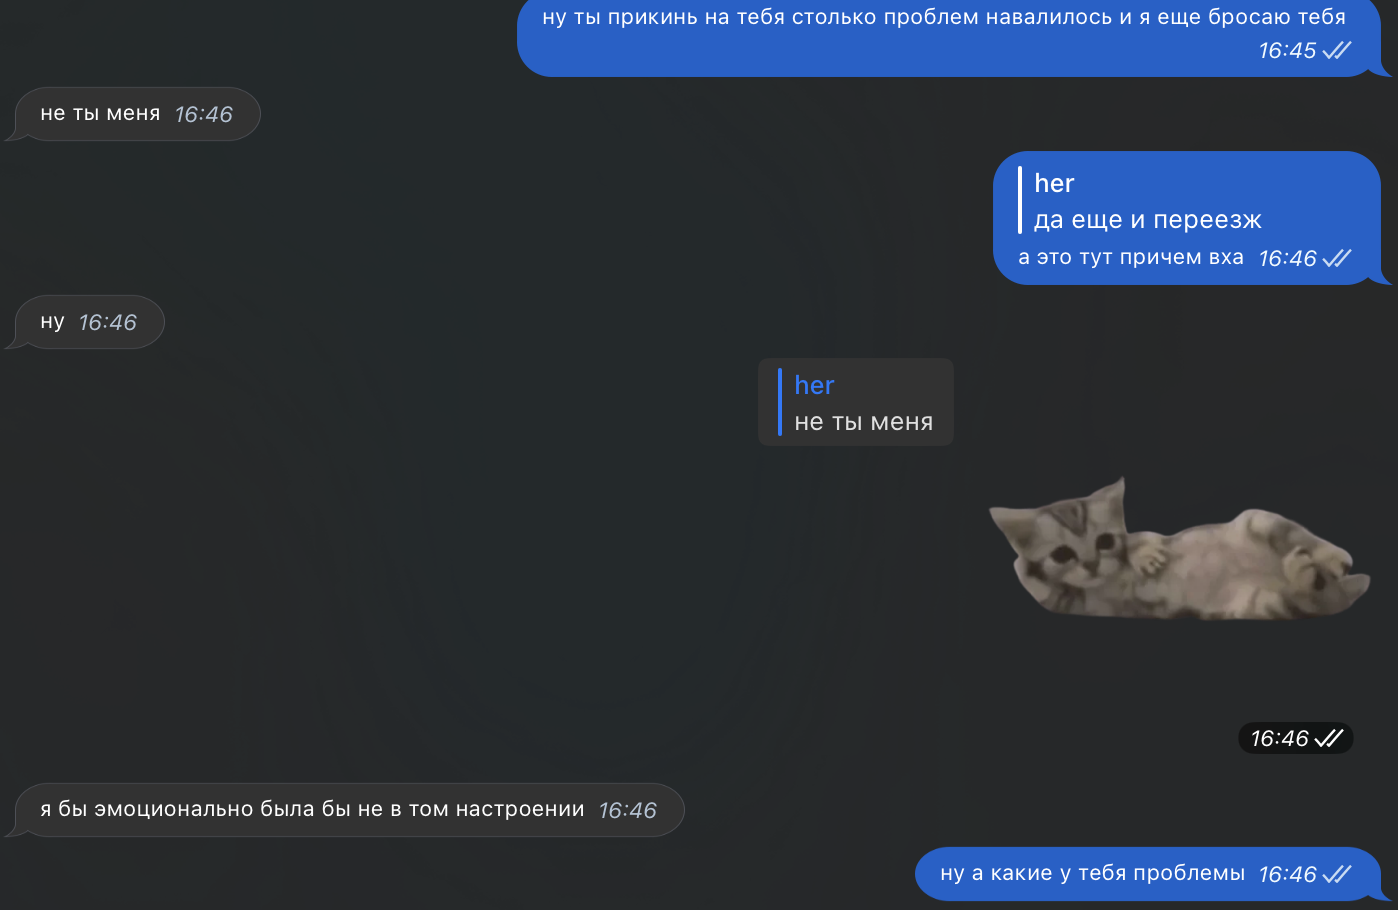 ну ты прикинь на тебя столько проблем навалилось и я еще бросаю тебя
16:45
не ты меня 16:46
her
да еще и переезж
а это тут причем вха 16:46
ну 16:46
her
не ты меня
16:46
я бы эмоционально была бы не в том настроении 16:46
ну а какие у тебя проблемы 16:46